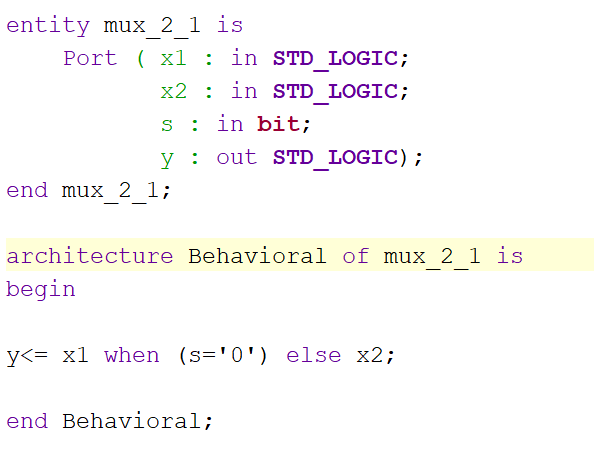 entity mux_2_1 is
    Port ( x1 : in STD_LOGIC;
           x2 : in STD_LOGIC;
           s : in bit;
           y : out STD_LOGIC);
end mux_2_1;
architecture Behavioral of mux_2_1 is
begin
y<= x1 when (s='0') else x2;
end Behavioral;